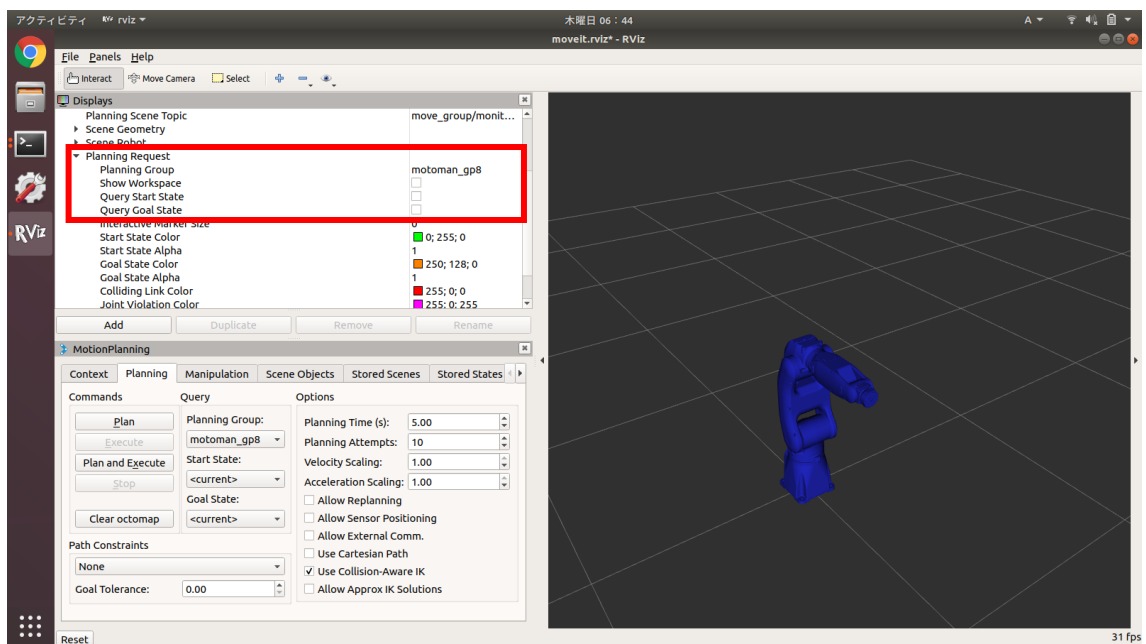 アクティビティ RViz rviz ▾ 木曜日 06 : 44 A ▾
moveit.rviz* - RViz
File Panels Help
Interact Move Camera Select
Displays
Planning Scene Topic move_group/monit...
Scene Geometry
Scene Robot
Planning Request
Planning Group motoman_gp8
Show Workspace
Query Start State
Query Goal State
Interactive Marker Size 0
Start State Color 0; 255; 0
Start State Alpha 1
Goal State Color 250; 128; 0
Goal State Alpha 1
Colliding Link Color 255; 0; 0
Joint Violation Color 255; 0; 255
Add Duplicate Remove Rename
MotionPlanning
Context Planning Manipulation Scene Objects Stored Scenes Stored States
Commands Query Options
Plan Planning Group: Planning Time (s): 5.00
Execute motoman_gp8 Planning Attempts: 10
Plan and Execute Start State: Velocity Scaling: 1.00
Stop <current> Acceleration Scaling: 1.00
Goal State: Allow Replanning
Clear octomap <current> Allow Sensor Positioning
Allow External Comm.
Path Constraints Use Cartesian Path
None Use Collision-Aware IK
Goal Tolerance: 0.00 Allow Approx IK Solutions
Reset 31 fps
RViz